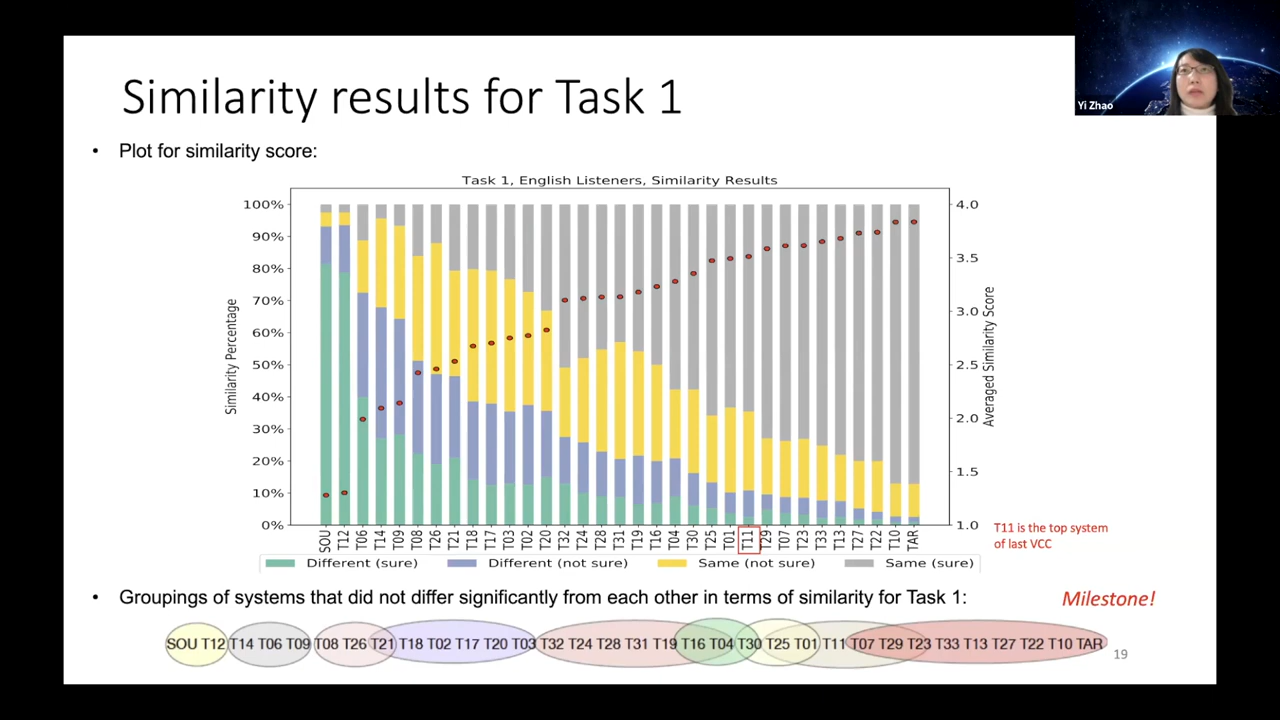 Similarity results for Task 1
Yi Zhao
• Plot for similarity score:
Task 1, English Listeners, Similarity Results
100%
90%
80%
70%
60%
50%
40%
30%
20%
10%
0%
Similarity Percentage
4.0
3.5
3.0
2.5
2.0
1.5
1.0
Averaged Similarity Score
SOU T12 T06 T14 T09 T08 T26 T21 T18 T17 T03 T02 T20 T32 T24 T28 T31 T19 T16 T04 T30 T25 T01 T11 T29 T07 T23 T33 T13 T27 T22 T10 TAR
T11 is the top system
of last VCC
Different (sure) Different (not sure) Same (not sure) Same (sure)
• Groupings of systems that did not differ significantly from each other in terms of similarity for Task 1:
Milestone!
SOU T12 T14 T06 T09 T08 T26 T21 T18 T02 T17 T20 T03 T32 T24 T28 T31 T19 T16 T04 T30 T25 T01 T11 T07 T29 T23 T33 T13 T27 T22 T10 TAR
19